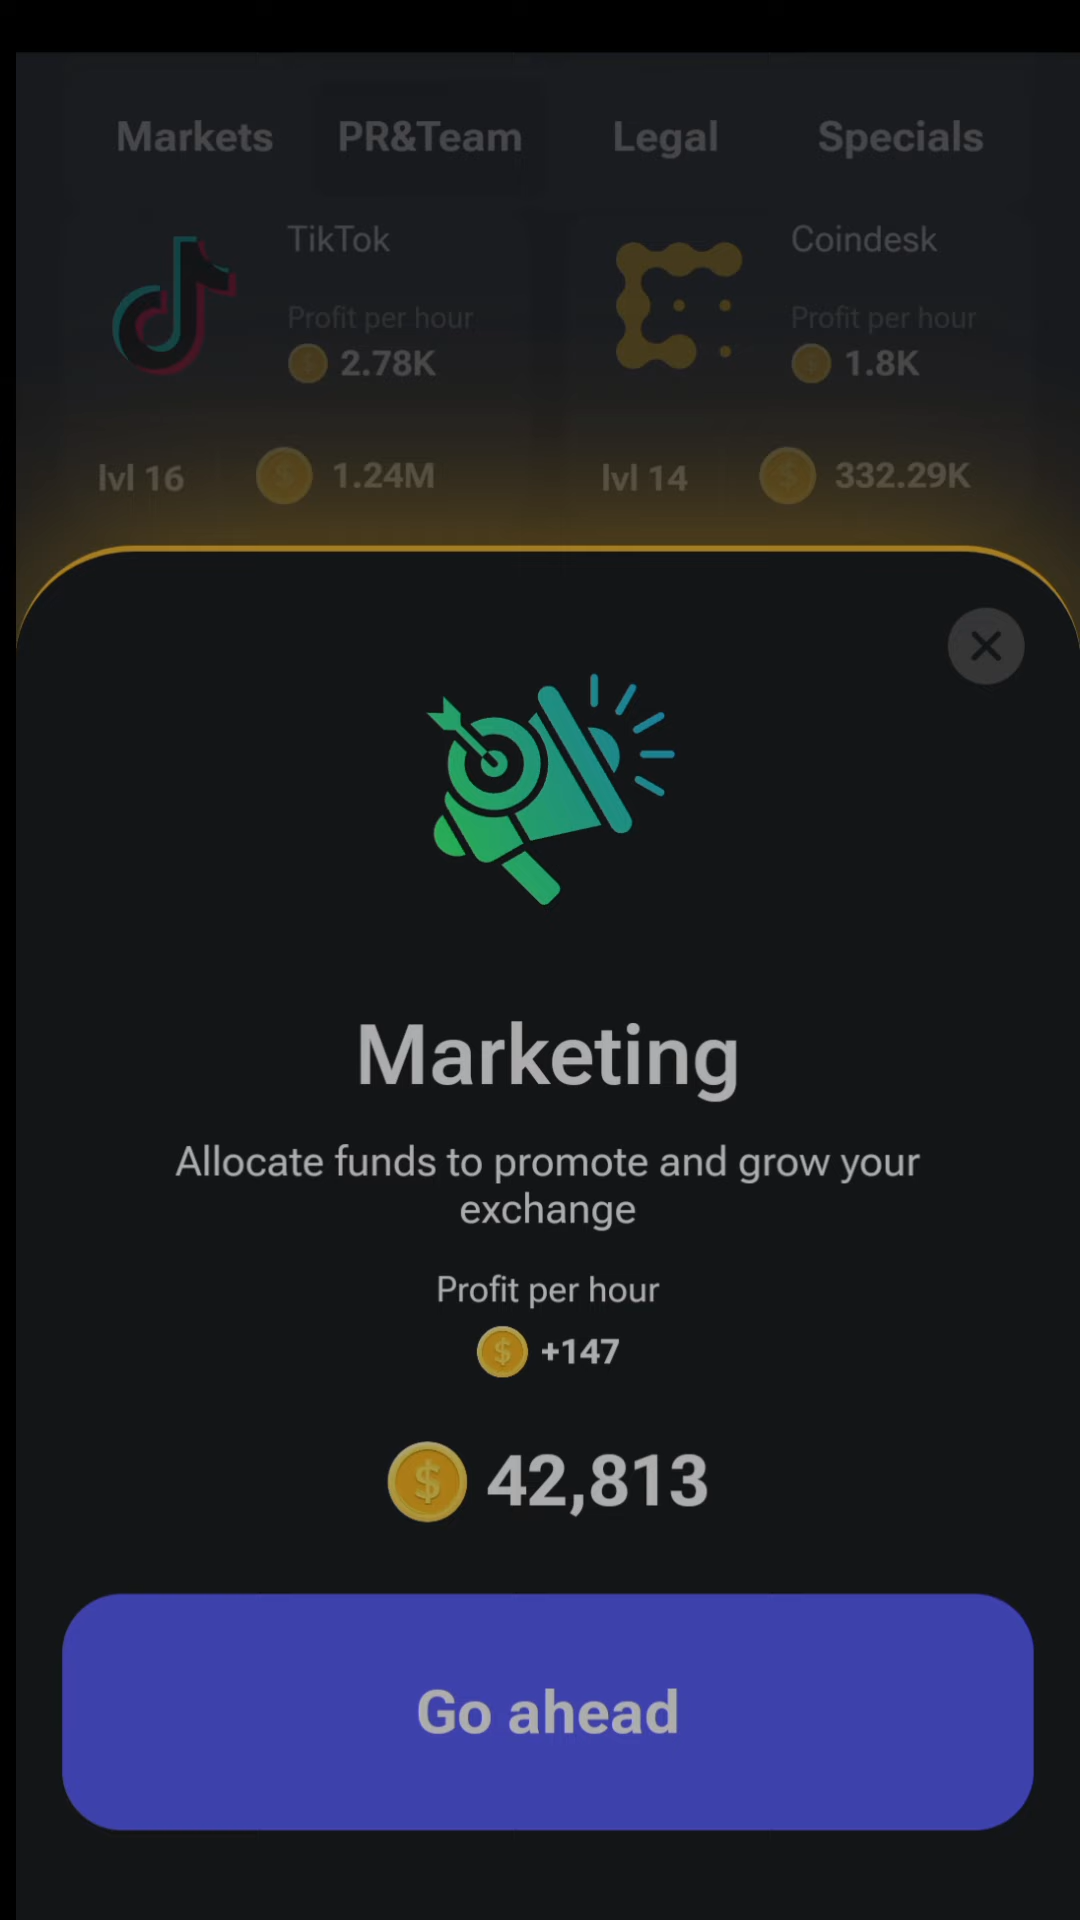 Markets PR&Team Legal Specials
TikTok
Profit per hour
2.78K
lvl 16 1.24M
Coindesk
Profit per hour
1.8K
lvl 14 332.29K
Marketing
Allocate funds to promote and grow your
exchange
Profit per hour
+147
42,813
Go ahead